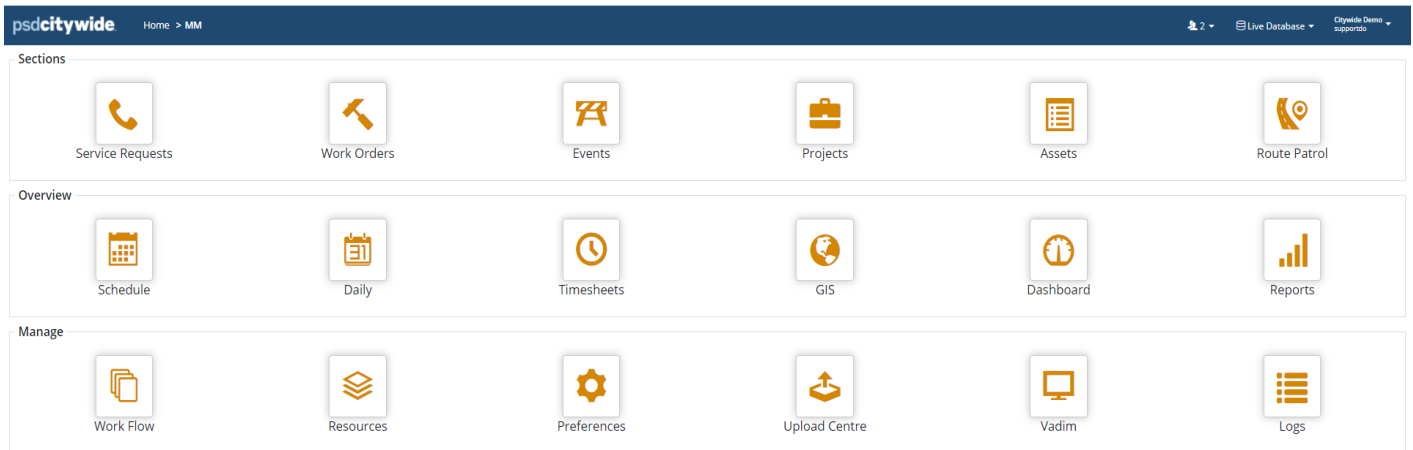 psdcitywide. Home > MM 2 Live Database Citywide Demo
supportdo
Sections
Service Requests Work Orders Events Projects Assets Route Patrol
Overview
31
Schedule Daily Timesheets GIS Dashboard Reports
Manage
Work Flow Resources Preferences Upload Centre Vadim Logs